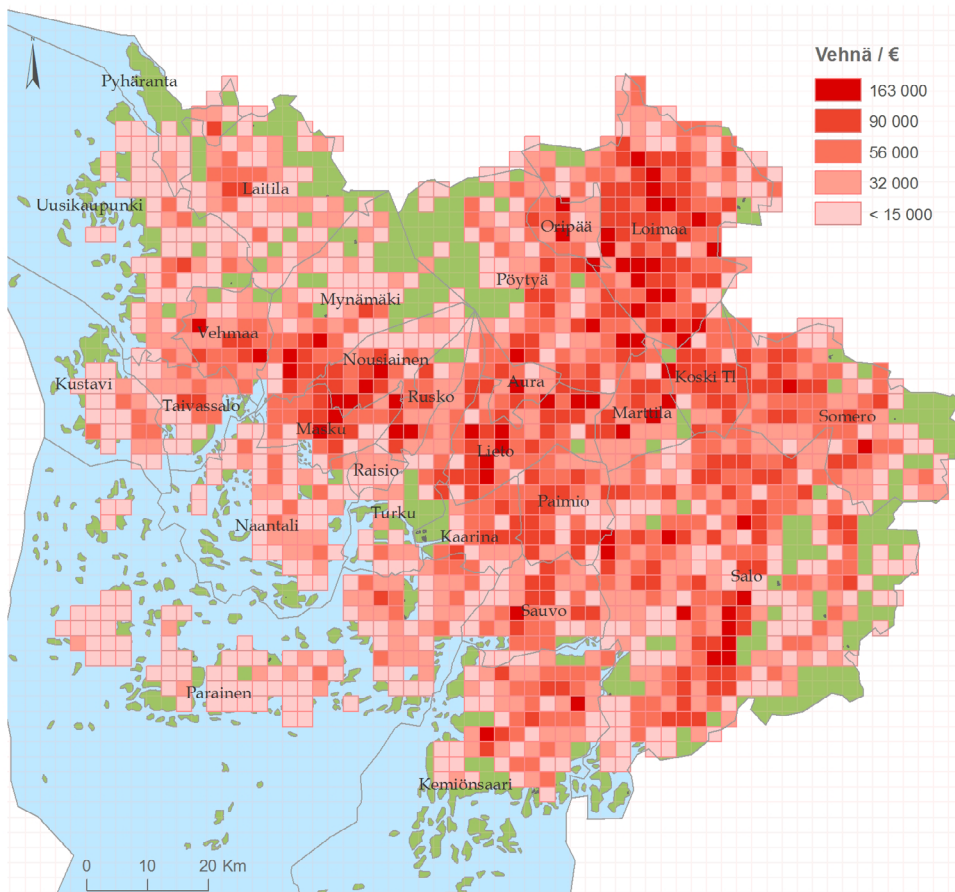 N
Pyhäranta
Vehnä / €
163 000
90 000
56 000
32 000
< 15 000
Laitila
Uusikaupunki
Oripää
Loimaa
Pöytyä
Mynämäki
Vehmaa
Nousiainen
Kustavi
Aura
Koski Tl
Rusko
Taivassalo
Marttila
Somero
Masku
Lieto
Raisio
Paimio
Turku
Naantali
Kaarina
Salo
Sauvo
Parainen
Kemiönsaari
0 10 20 Km